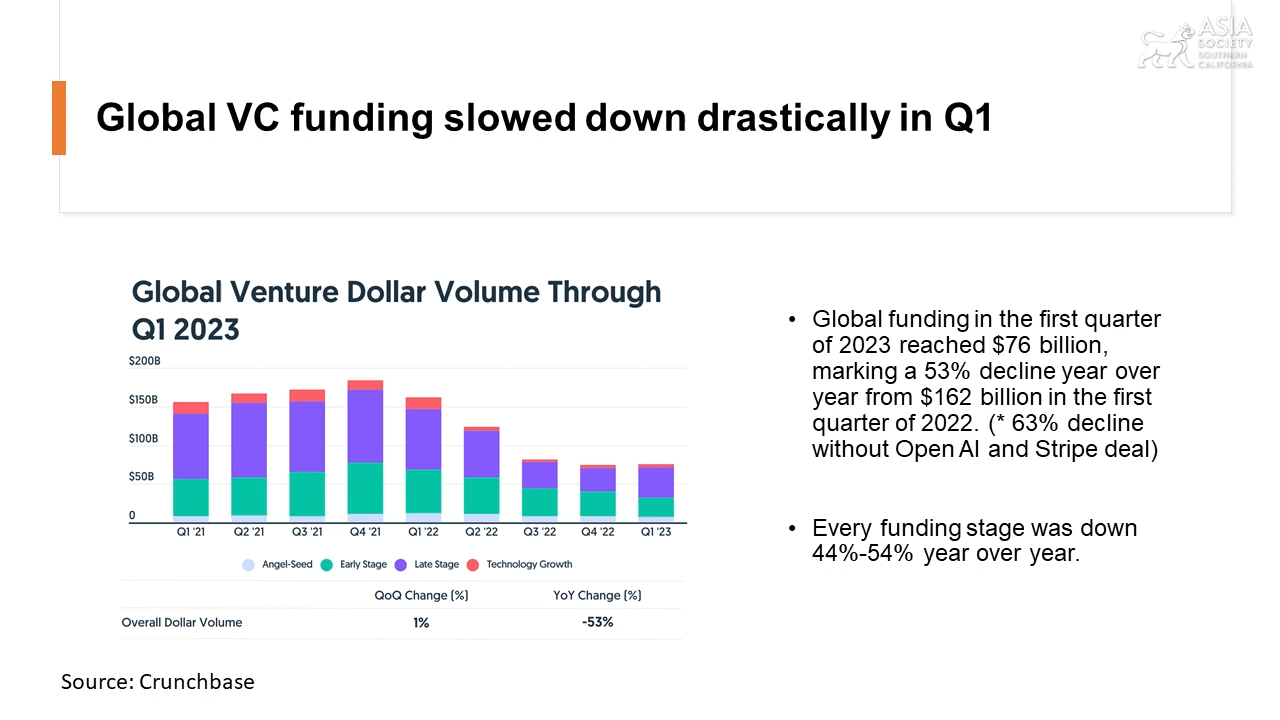 ASIA
SOCIETY
SOUTHERN
CALIFORNIA
Global VC funding slowed down drastically in Q1
Global Venture Dollar Volume Through
Q1 2023
$200B
$150B
$100B
$50B
0
Q1 '21 Q2 '21 Q3 '21 Q4 '21 Q1 '22 Q2 '22 Q3 '22 Q4 '22 Q1 '23
Angel-Seed Early Stage Late Stage Technology Growth
QoQ Change (%) YoY Change (%)
Overall Dollar Volume 1% -53%
• Global funding in the first quarter
of 2023 reached $76 billion,
marking a 53% decline year over
year from $162 billion in the first
quarter of 2022. (* 63% decline
without Open AI and Stripe deal)
• Every funding stage was down
44%-54% year over year.
Source: Crunchbase